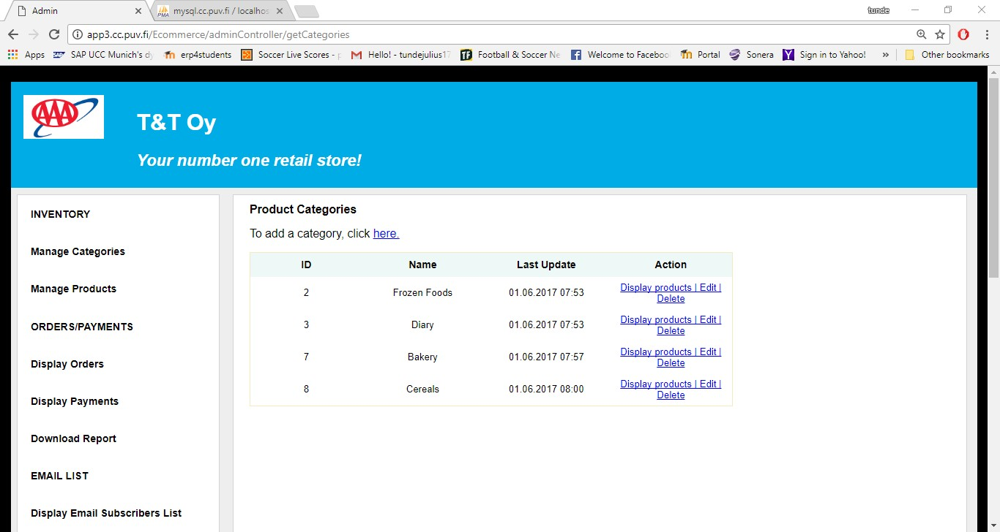 Admin
mysql.cc.puv.fi / localhos
tunde
app3.cc.puv.fi/Ecommerce/adminController/getCategories
Apps SAP UCC Munich's dy erp4students Soccer Live Scores - Hello! - tundejulius17 Football & Soccer Ne Welcome to Faceboo Portal Sonera Sign in to Yahoo! » Other bookmarks
AAA
T&T Oy
Your number one retail store!
INVENTORY
Manage Categories
Manage Products
ORDERS/PAYMENTS
Display Orders
Display Payments
Download Report
EMAIL LIST
Display Email Subscribers List
Product Categories
To add a category, click here.
ID Name Last Update Action
2 Frozen Foods 01.06.2017 07:53 Display products | Edit |
Delete
3 Diary 01.06.2017 07:53 Display products | Edit |
Delete
7 Bakery 01.06.2017 07:57 Display products | Edit |
Delete
8 Cereals 01.06.2017 08:00 Display products | Edit |
Delete